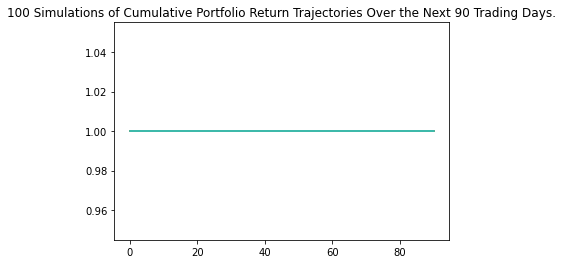 100 Simulations of Cumulative Portfolio Return Trajectories Over the Next 90 Trading Days.
1.04
1.02
1.00
0.98
0.96
0 20 40 60 80